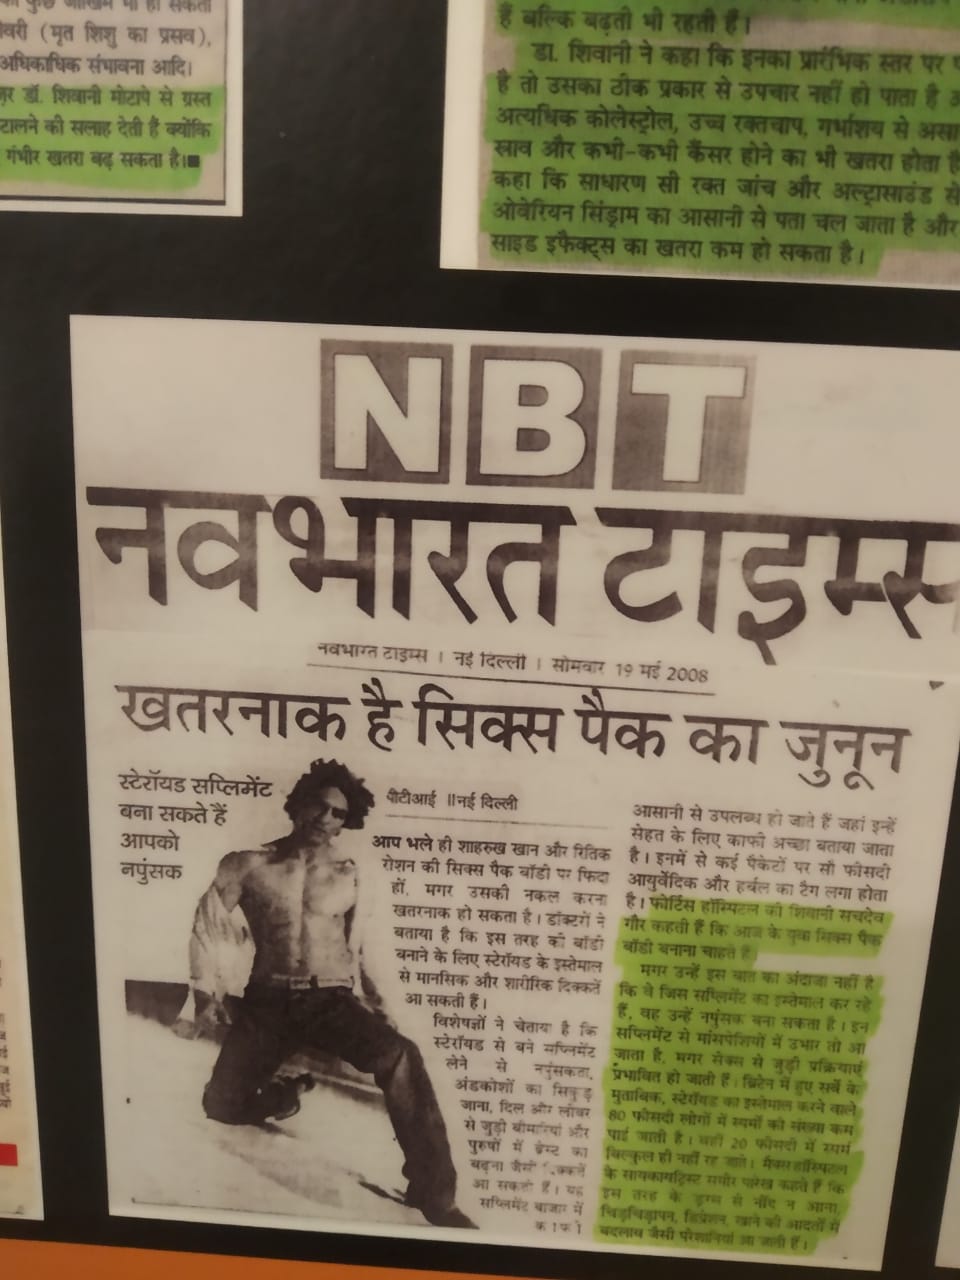 का कुछ जोखिम भी हो सकता
(मृत शिशु का प्रसव),
अधिकाधिक संभावना आदि।
डॉ. शिवानी मोटापे से ग्रस्त
टालने की सलाह देती हैं क्योंकि
गंभीर खतरा बढ़ सकता है।■
हैं बल्कि बढ़ती भी रहती हैं।
डा. शिवानी ने कहा कि इनका प्रारंभिक स्तर पर
है तो उसका ठीक प्रकार से उपचार नहीं हो पाता है
अत्यधिक कोलेस्ट्रोल, उच्च रक्तचाप, गर्भाशय से
स्राव और कभी-कभी कैंसर होने का भी खतरा होता है
कहा कि साधारण सी रक्त जांच और अल्ट्रासाउंड से
ओवेरियन सिंड्राम का आसानी से पता चल जाता है और
साइड इफैक्ट्स का खतरा कम हो सकता है।
NBT
नवभारत टाइम्स
नवभारत टाइम्स । नई दिल्ली । सोमवार 19 मई 2008
खतरनाक है सिक्स पैक का जुनून
स्टेरॉयड सप्लिमेंट
बना सकते हैं
आपको
नपुंसक
पीटीआई ॥ नई दिल्ली
आप भले ही शाहरुख खान और रितिक
रोशन की सिक्स पैक बॉडी पर फिदा
हों, मगर उसकी नकल करना
खतरनाक हो सकता है। डॉक्टरों ने
बताया है कि इस तरह की बॉडी
बनाने के लिए स्टेरॉयड के इस्तेमाल
से मानसिक और शारीरिक दिक्कतें
आ सकती हैं।
विशेषज्ञों ने चेताया है कि
स्टेरॉयड से बने सप्लिमेंट
लेने से नपुंसकता,
अंडकोशों का सिकुड़
जाना, दिल और लीवर
से जुड़ी बीमारियां और
पुरुषों में ब्रेस्ट का
बढ़ना जैसी दिक्कतें
आ सकती हैं। यह
सप्लिमेंट बाजार में
काफी
आसानी से उपलब्ध हो जाते हैं जहां इन्हें
सेहत के लिए काफी अच्छा बताया जाता
है। इनमें से कई पैकेटों पर सौ फीसदी
आयुर्वेदिक और हर्बल का टैग लगा होता
है। फोर्टिस हॉस्पिटल की शिवानी सचदेव
गौर कहती हैं कि आज के युवा सिक्स पैक
बॉडी बनाना चाहते हैं
मगर उन्हें इस बात का अंदाजा नहीं है
कि वे जिस सप्लिमेंट का इस्तेमाल कर रहे
हैं, वह उन्हें नपुंसक बना सकता है। इन
सप्लिमेंट से मांसपेशियों में उभार तो आ
जाता है, मगर सेक्स से जुड़ी प्रक्रियाएं
प्रभावित हो जाती हैं। ब्रिटेन में हुए सर्वे के
मुताबिक, स्टेरॉयड का इस्तेमाल करने वाले
80 फीसदी लोगों में स्पर्म की संख्या कम
पाई जाती है। वहीं 20 फीसदी में स्पर्म
बिल्कुल ही नहीं रह जाते। मैक्स हॉस्पिटल
के सायकायट्रिस्ट समीर पारेख कहते हैं कि
इस तरह के ड्रग्स से नींद न आना,
चिड़चिड़ापन, डिप्रेशन, खाने की आदतों में
बदलाव जैसी परेशानियां आ जाती हैं।